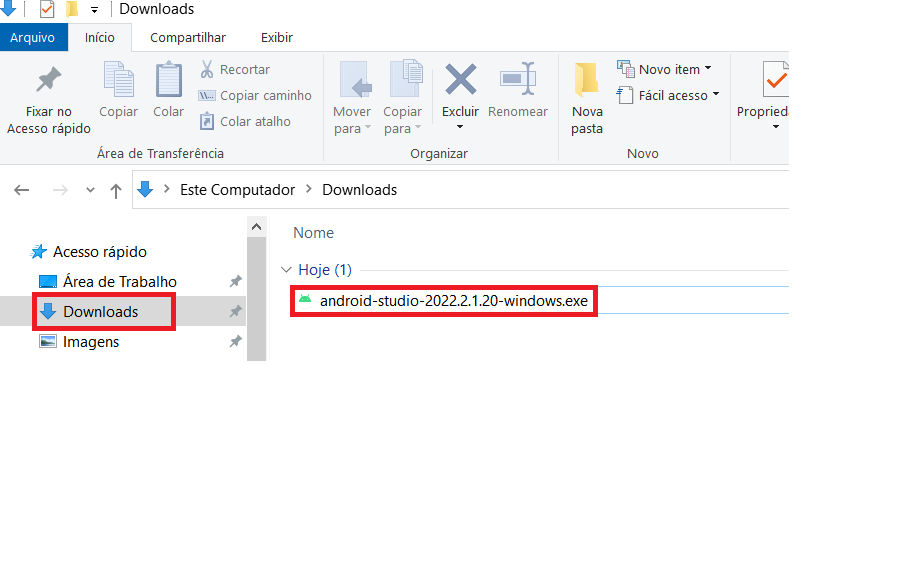 Downloads
Arquivo Início Compartilhar Exibir
Fixar no
Acesso rápido
Copiar
Colar
Recortar
Copiar caminho
Colar atalho
Área de Transferência
Mover
para
Copiar
para
Excluir
Renomear
Organizar
Nova
pasta
Novo item
Fácil acesso
Novo
Proprieda
Este Computador > Downloads
Acesso rápido
Área de Trabalho
Downloads
Imagens
Nome
Hoje (1)
android-studio-2022.2.1.20-windows.exe